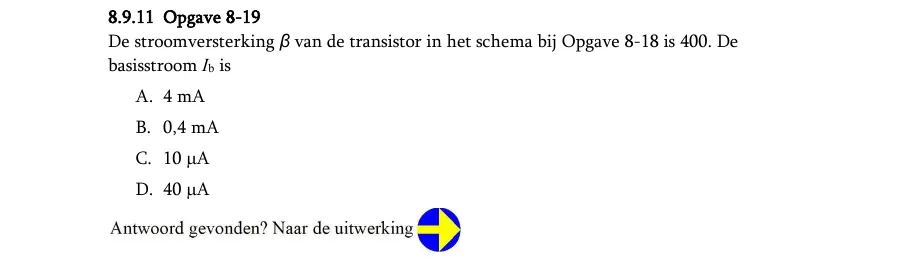 8.9.11 Opgave 8-19
De stroomversterking β van de transistor in het schema bij Opgave 8-18 is 400. De
basisstroom Ib is
A. 4 mA
B. 0,4 mA
C. 10 μA
D. 40 μA
Antwoord gevonden? Naar de uitwerking